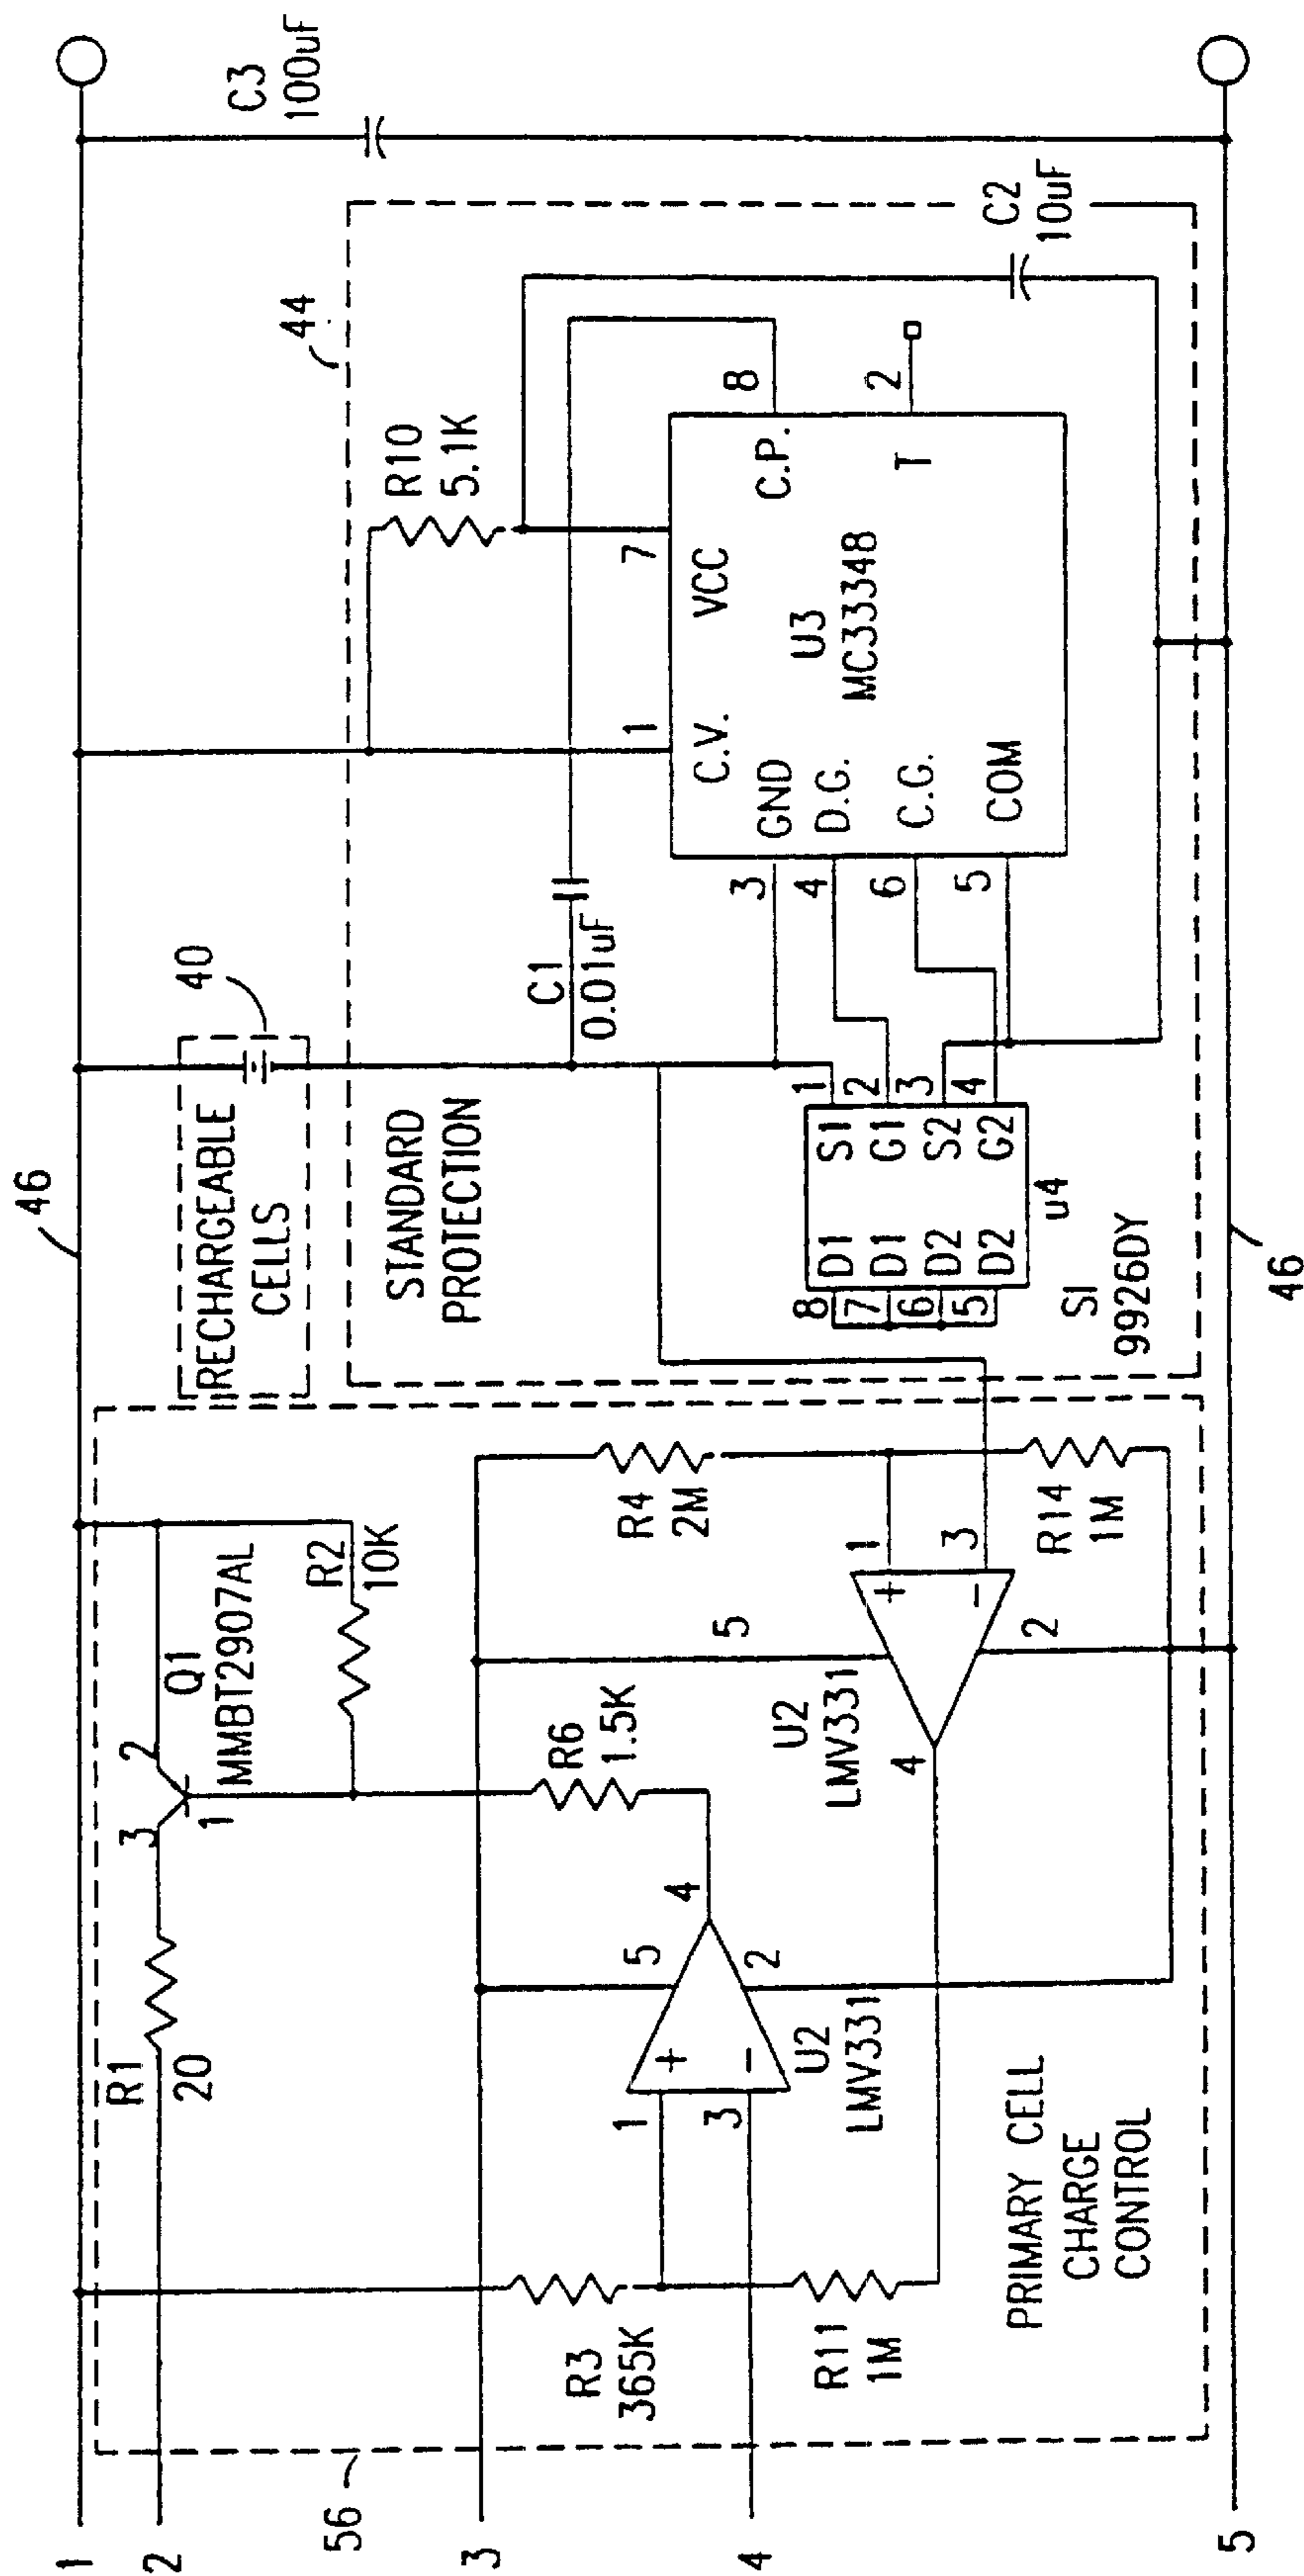 1
2
3
4
5
56
46
46
R1
20
Q1
MMBT2907AL
3
2
1
R2
10K
R3
365K
R11
1M
1
3
+
-
5
2
4
U2
LMV331
R6
1.5K
U2
LMV331
5
2
4
1
3
+
-
R4
2M
R14
1M
PRIMARY CELL
CHARGE
CONTROL
RECHARGEABLE
CELLS
40
STANDARD
PROTECTION
44
C1
0.01uF
8
7
6
5
D1
D1
D2
D2
S1
G1
S2
G2
1
2
3
4
u4
SI
9926DY
3
4
6
5
GND
D.G.
C.G.
COM
1
C.V.
7
VCC
U3
MC33348
C.P.
8
T
2
R10
5.1K
C2
10uF
C3
100uF